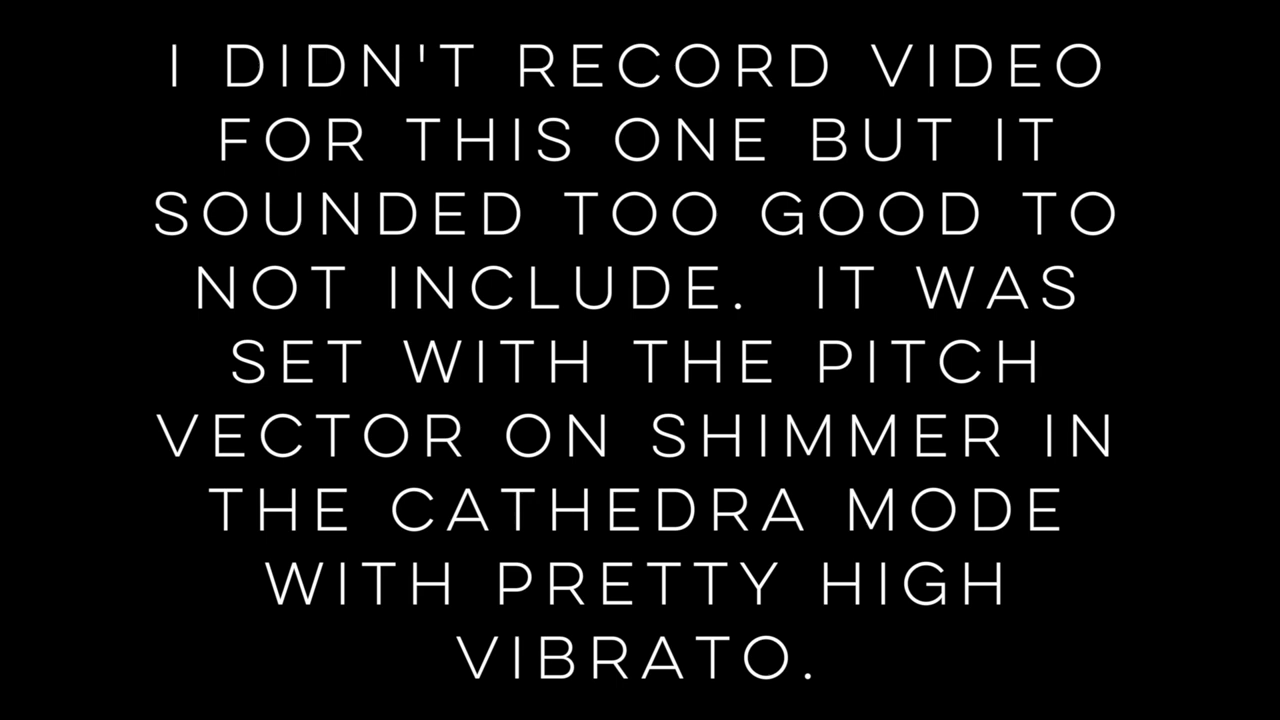 I DIDN'T RECORD VIDEO
FOR THIS ONE BUT IT
SOUNDED TOO GOOD TO
NOT INCLUDE.  IT WAS
SET WITH THE PITCH
VECTOR ON SHIMMER IN
THE CATHEDRA MODE
WITH PRETTY HIGH
VIBRATO.